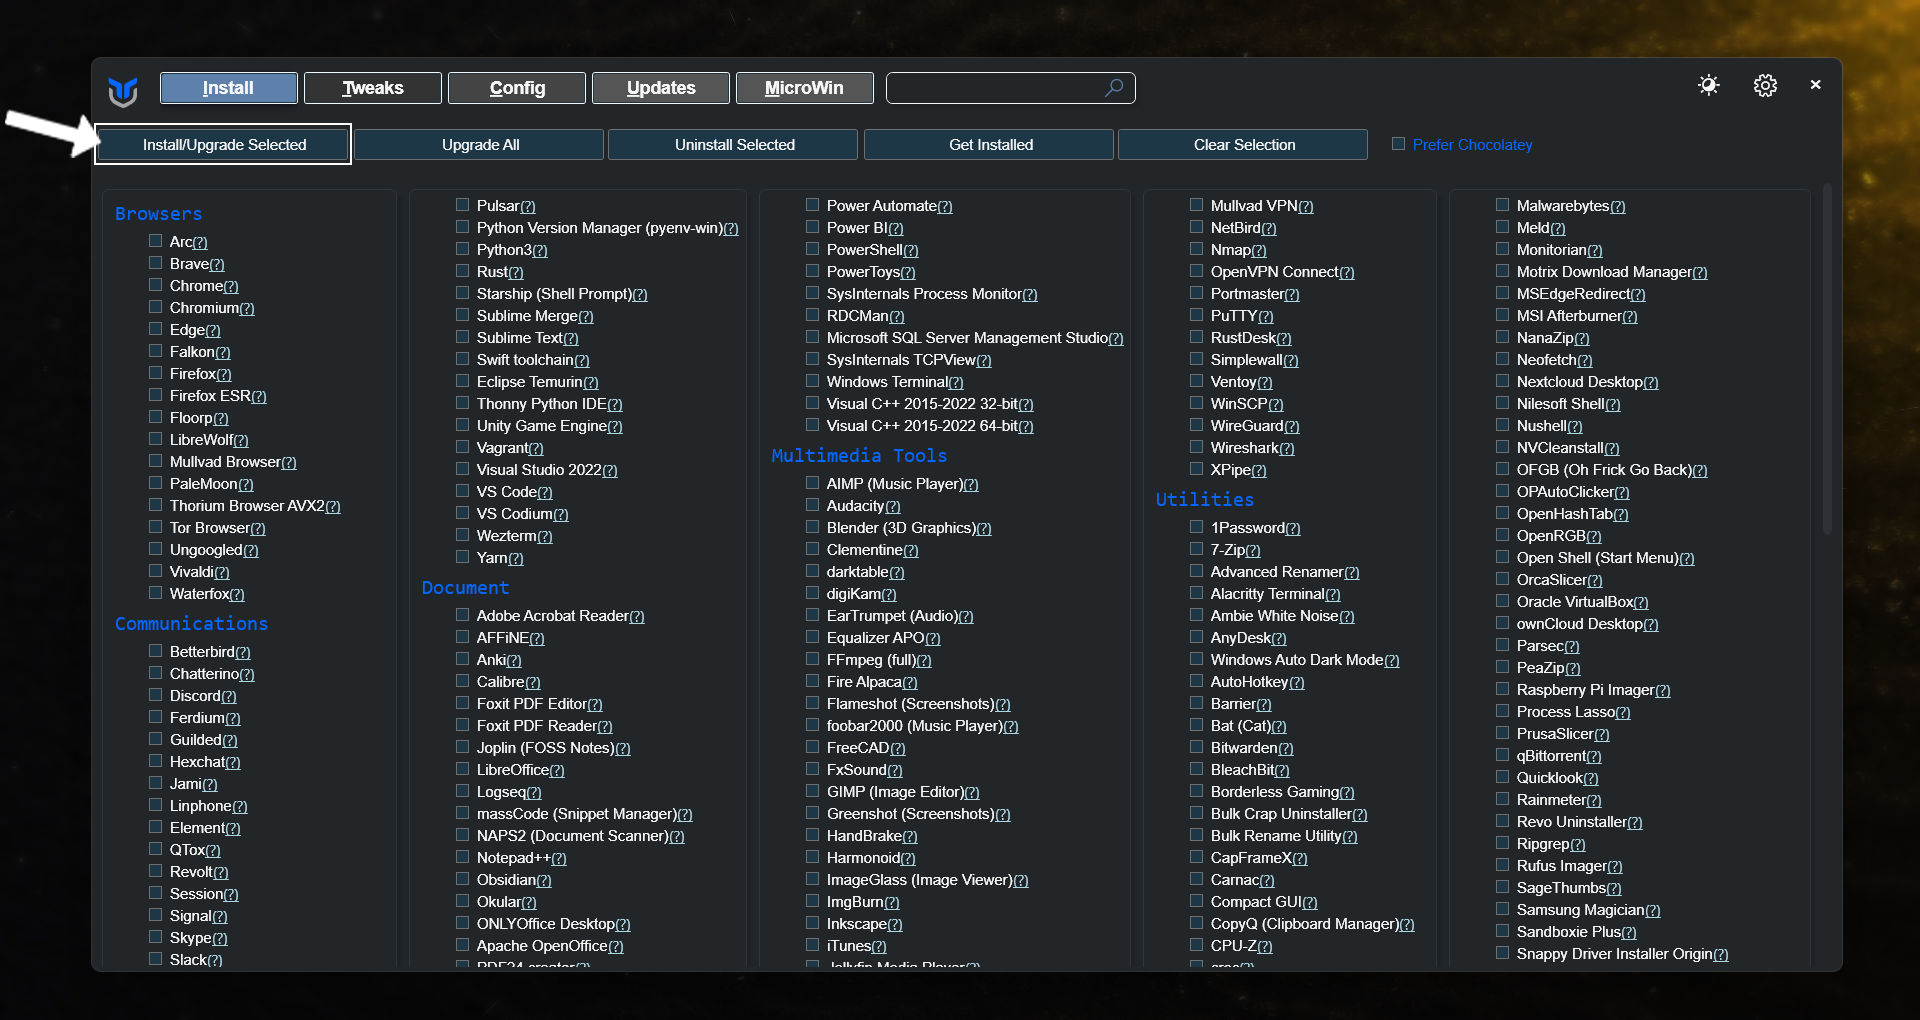 Install
Tweaks
Config
Updates
MicroWin
Install/Upgrade Selected
Upgrade All
Uninstall Selected
Get Installed
Clear Selection
Prefer Chocolatey
Browsers
Arc(?)
Brave(?)
Chrome(?)
Chromium(?)
Edge(?)
Falkon(?)
Firefox(?)
Firefox ESR(?)
Floorp(?)
LibreWolf(?)
Mullvad Browser(?)
PaleMoon(?)
Thorium Browser AVX2(?)
Tor Browser(?)
Ungoogled(?)
Vivaldi(?)
Waterfox(?)
Communications
Betterbird(?)
Chatterino(?)
Discord(?)
Ferdium(?)
Guilded(?)
Hexchat(?)
Jami(?)
Linphone(?)
Element(?)
QTox(?)
Revolt(?)
Session(?)
Signal(?)
Skype(?)
Slack(?)
Pulsar(?)
Python Version Manager (pyenv-win)(?)
Python3(?)
Rust(?)
Starship (Shell Prompt)(?)
Sublime Merge(?)
Sublime Text(?)
Swift toolchain(?)
Eclipse Temurin(?)
Thonny Python IDE(?)
Unity Game Engine(?)
Vagrant(?)
Visual Studio 2022(?)
VS Code(?)
VS Codium(?)
Wezterm(?)
Yarn(?)
Document
Adobe Acrobat Reader(?)
AFFiNE(?)
Anki(?)
Calibre(?)
Foxit PDF Editor(?)
Foxit PDF Reader(?)
Joplin (FOSS Notes)(?)
LibreOffice(?)
Logseq(?)
massCode (Snippet Manager)(?)
NAPS2 (Document Scanner)(?)
Notepad++(?)
Obsidian(?)
Okular(?)
ONLYOffice Desktop(?)
Apache OpenOffice(?)
PDF24 creator(?)
Power Automate(?)
Power BI(?)
PowerShell(?)
PowerToys(?)
SysInternals Process Monitor(?)
RDCMan(?)
Microsoft SQL Server Management Studio(?)
SysInternals TCPView(?)
Windows Terminal(?)
Visual C++ 2015-2022 32-bit(?)
Visual C++ 2015-2022 64-bit(?)
Multimedia Tools
AIMP (Music Player)(?)
Audacity(?)
Blender (3D Graphics)(?)
Clementine(?)
darktable(?)
digiKam(?)
EarTrumpet (Audio)(?)
Equalizer APO(?)
FFmpeg (full)(?)
Fire Alpaca(?)
Flameshot (Screenshots)(?)
foobar2000 (Music Player)(?)
FreeCAD(?)
FxSound(?)
GIMP (Image Editor)(?)
Greenshot (Screenshots)(?)
HandBrake(?)
Harmonoid(?)
ImageGlass (Image Viewer)(?)
ImgBurn(?)
Inkscape(?)
iTunes(?)
Jellyfin Media Player(?)
Mullvad VPN(?)
NetBird(?)
Nmap(?)
OpenVPN Connect(?)
Portmaster(?)
PuTTY(?)
RustDesk(?)
Simplewall(?)
Ventoy(?)
WinSCP(?)
WireGuard(?)
Wireshark(?)
XPipe(?)
Utilities
1Password(?)
7-Zip(?)
Advanced Renamer(?)
Alacritty Terminal(?)
Ambie White Noise(?)
AnyDesk(?)
Windows Auto Dark Mode(?)
AutoHotkey(?)
Barrier(?)
Bat (Cat)(?)
Bitwarden(?)
BleachBit(?)
Borderless Gaming(?)
Bulk Crap Uninstaller(?)
Bulk Rename Utility(?)
CapFrameX(?)
Carnac(?)
Compact GUI(?)
CopyQ (Clipboard Manager)(?)
CPU-Z(?)
Malwarebytes(?)
Meld(?)
Monitorian(?)
Motrix Download Manager(?)
MSEdgeRedirect(?)
MSI Afterburner(?)
NanaZip(?)
Neofetch(?)
Nextcloud Desktop(?)
Nilesoft Shell(?)
Nushell(?)
NVCleanstall(?)
OFGB (Oh Frick Go Back)(?)
OPAutoClicker(?)
OpenHashTab(?)
OpenRGB(?)
Open Shell (Start Menu)(?)
OrcaSlicer(?)
Oracle VirtualBox(?)
ownCloud Desktop(?)
Parsec(?)
PeaZip(?)
Raspberry Pi Imager(?)
Process Lasso(?)
PrusaSlicer(?)
qBittorrent(?)
Quicklook(?)
Rainmeter(?)
Revo Uninstaller(?)
Ripgrep(?)
Rufus Imager(?)
SageThumbs(?)
Samsung Magician(?)
Sandboxie Plus(?)
Snappy Driver Installer Origin(?)